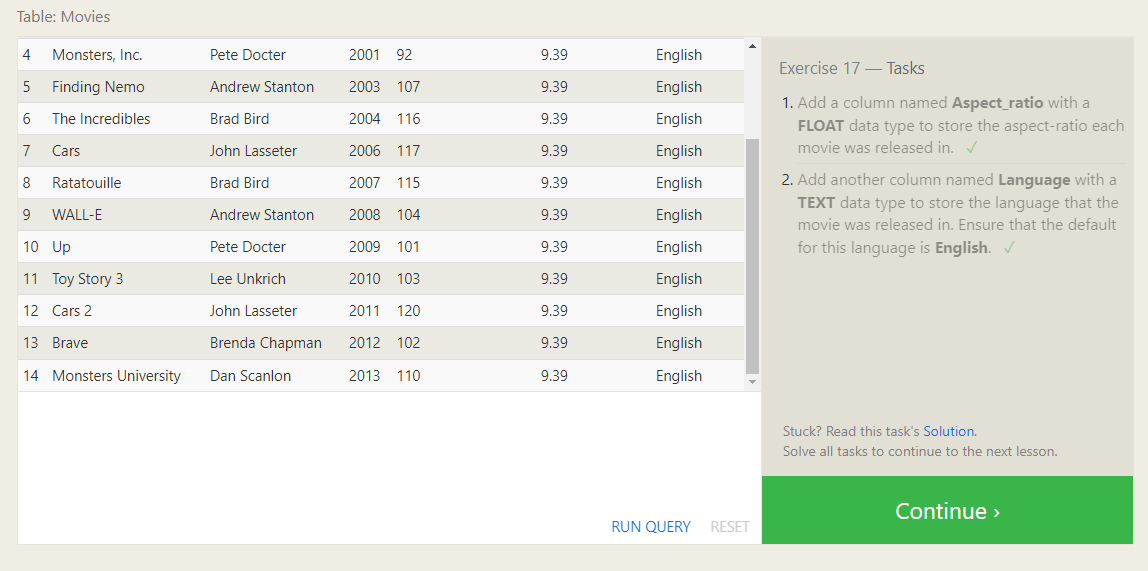 Table: Movies
4 Monsters, Inc. Pete Docter 2001 92 9.39 English
5 Finding Nemo Andrew Stanton 2003 107 9.39 English
6 The Incredibles Brad Bird 2004 116 9.39 English
7 Cars John Lasseter 2006 117 9.39 English
8 Ratatouille Brad Bird 2007 115 9.39 English
9 WALL-E Andrew Stanton 2008 104 9.39 English
10 Up Pete Docter 2009 101 9.39 English
11 Toy Story 3 Lee Unkrich 2010 103 9.39 English
12 Cars 2 John Lasseter 2011 120 9.39 English
13 Brave Brenda Chapman 2012 102 9.39 English
14 Monsters University Dan Scanlon 2013 110 9.39 English
RUN QUERY RESET
Exercise 17 — Tasks
1. Add a column named Aspect_ratio with a
FLOAT data type to store the aspect-ratio each
movie was released in. ✓
2. Add another column named Language with a
TEXT data type to store the language that the
movie was released in. Ensure that the default
for this language is English. ✓
Stuck? Read this task's Solution.
Solve all tasks to continue to the next lesson.
Continue ›